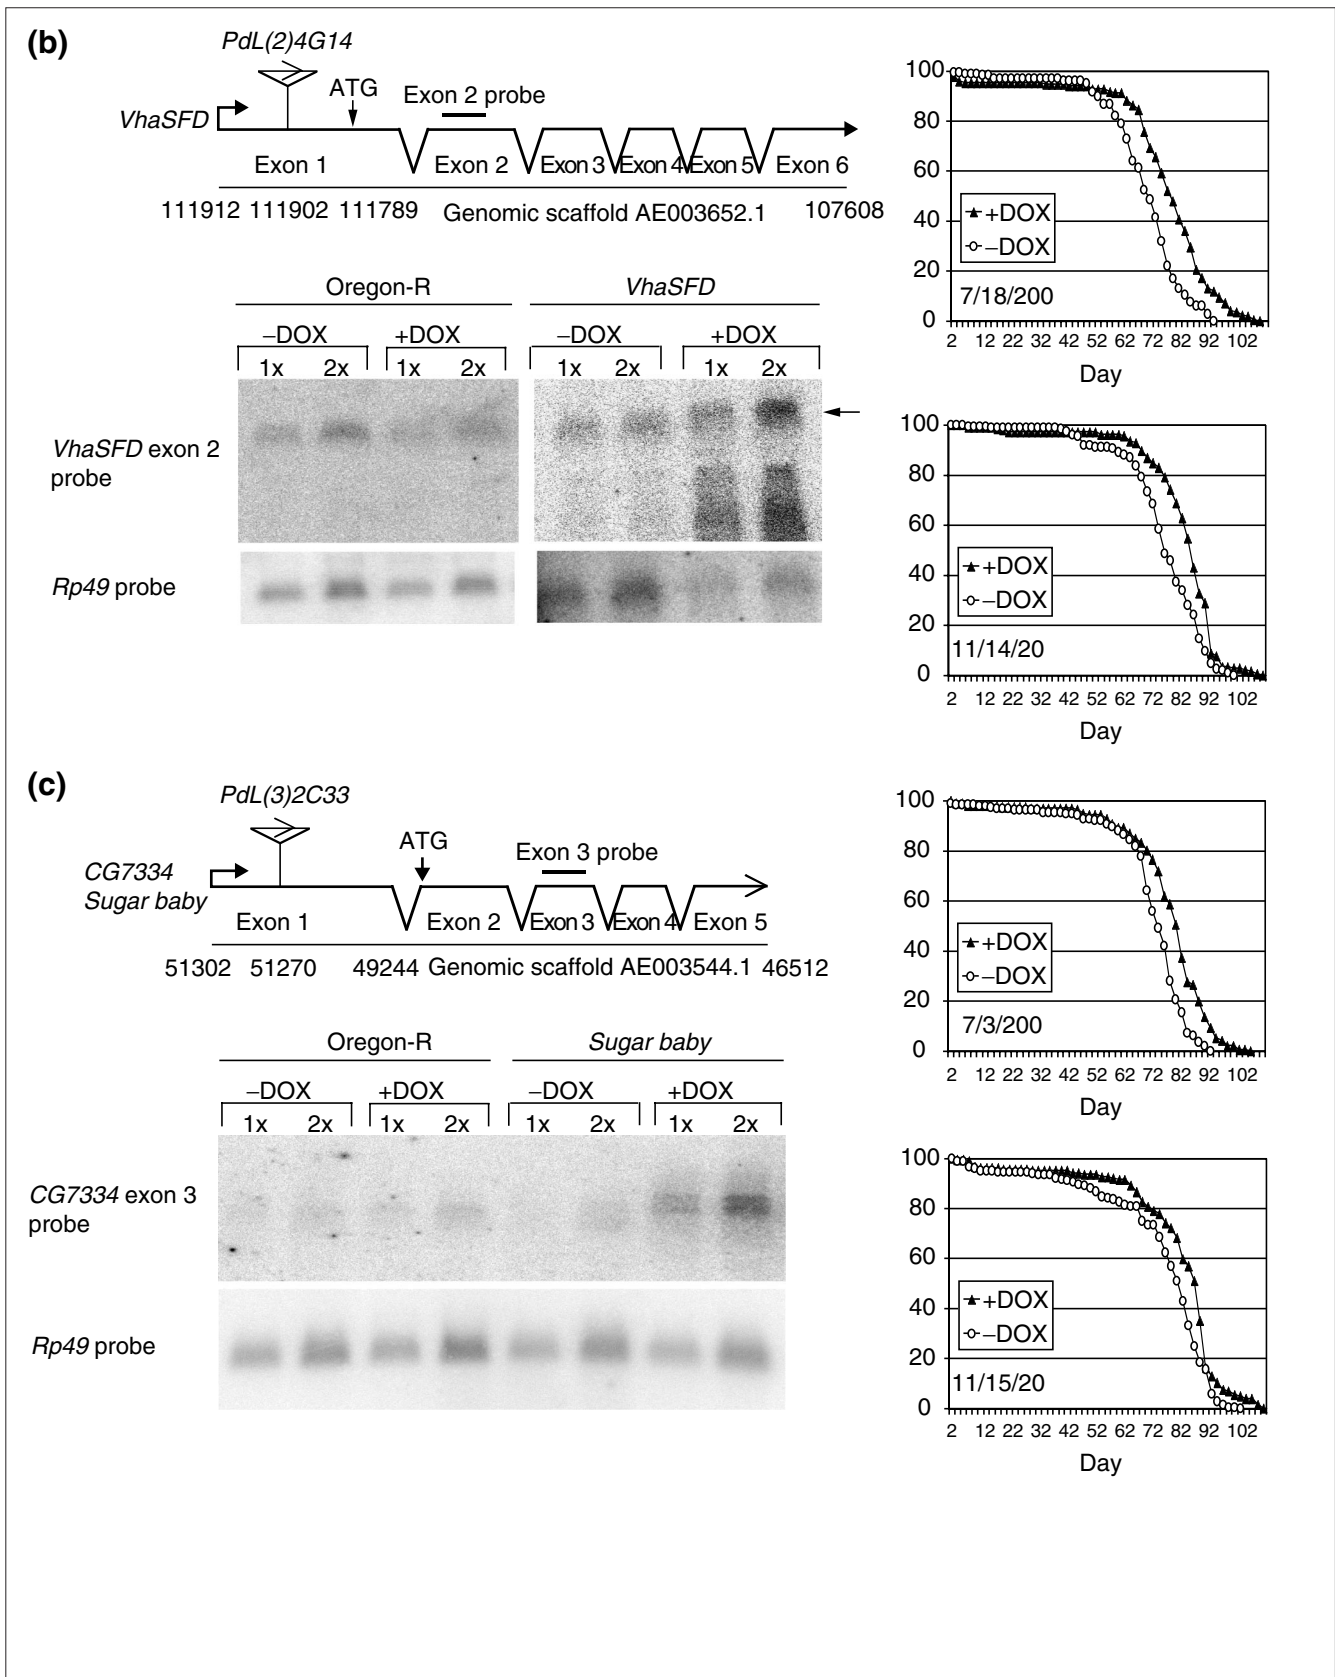 (b)
PdL(2)4G14
ATG
Exon 2 probe
VhaSFD
Exon 1 Exon 2 Exon 3 Exon 4 Exon 5 Exon 6
111912 111902 111789 Genomic scaffold AE003652.1 107608
Oregon-R VhaSFD
–DOX +DOX –DOX +DOX
1x 2x 1x 2x 1x 2x 1x 2x
VhaSFD exon 2
probe
Rp49 probe
100
80
60
40
20
0
+DOX
–DOX
7/18/200
2 12 22 32 42 52 62 72 82 92 102
Day
100
80
60
40
20
0
+DOX
–DOX
11/14/20
2 12 22 32 42 52 62 72 82 92 102
Day
(c)
PdL(3)2C33
ATG
Exon 3 probe
CG7334
Sugar baby
Exon 1 Exon 2 Exon 3 Exon 4 Exon 5
51302 51270 49244 Genomic scaffold AE003544.1 46512
Oregon-R Sugar baby
–DOX +DOX –DOX +DOX
1x 2x 1x 2x 1x 2x 1x 2x
CG7334 exon 3
probe
Rp49 probe
100
80
60
40
20
0
+DOX
–DOX
7/3/200
2 12 22 32 42 52 62 72 82 92 102
Day
100
80
60
40
20
0
+DOX
–DOX
11/15/20
2 12 22 32 42 52 62 72 82 92 102
Day